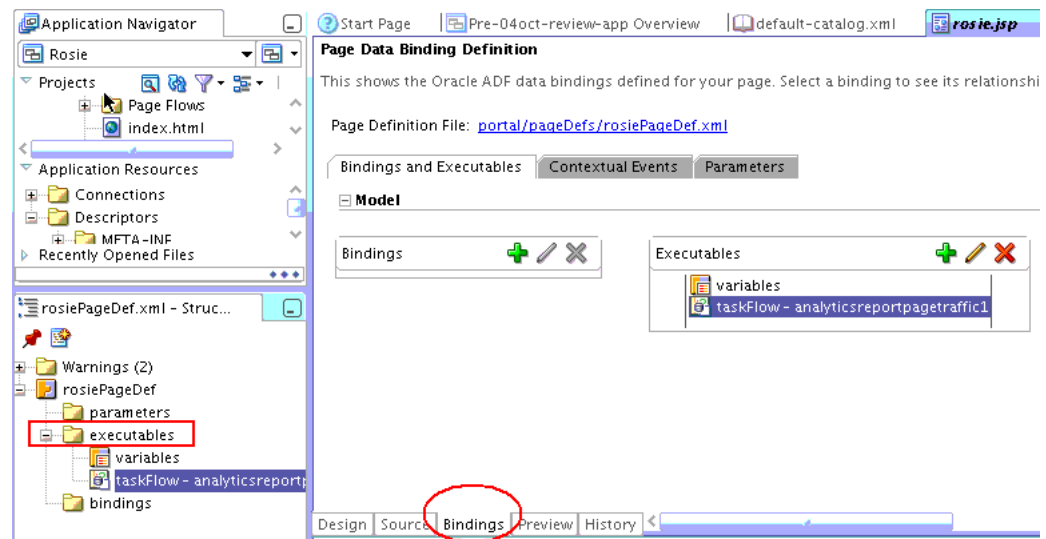 Application Navigator
Rosie
Projects
Page Flows
index.html
Application Resources
Connections
Descriptors
META-INF
Recently Opened Files
rosiePageDef.xml - Struc...
Warnings (2)
rosiePageDef
parameters
executables
variables
taskFlow - analyticsreportp
bindings
Start Page
Pre-04oct-review-app Overview
default-catalog.xml
rosie.jsp
Page Data Binding Definition
This shows the Oracle ADF data bindings defined for your page. Select a binding to see its relationshi
Page Definition File: portal/pageDefs/rosiePageDef.xml
Bindings and Executables Contextual Events Parameters
Model
Bindings
Executables
variables
taskFlow - analyticsreportpagetraffic1
Design Source Bindings Preview History